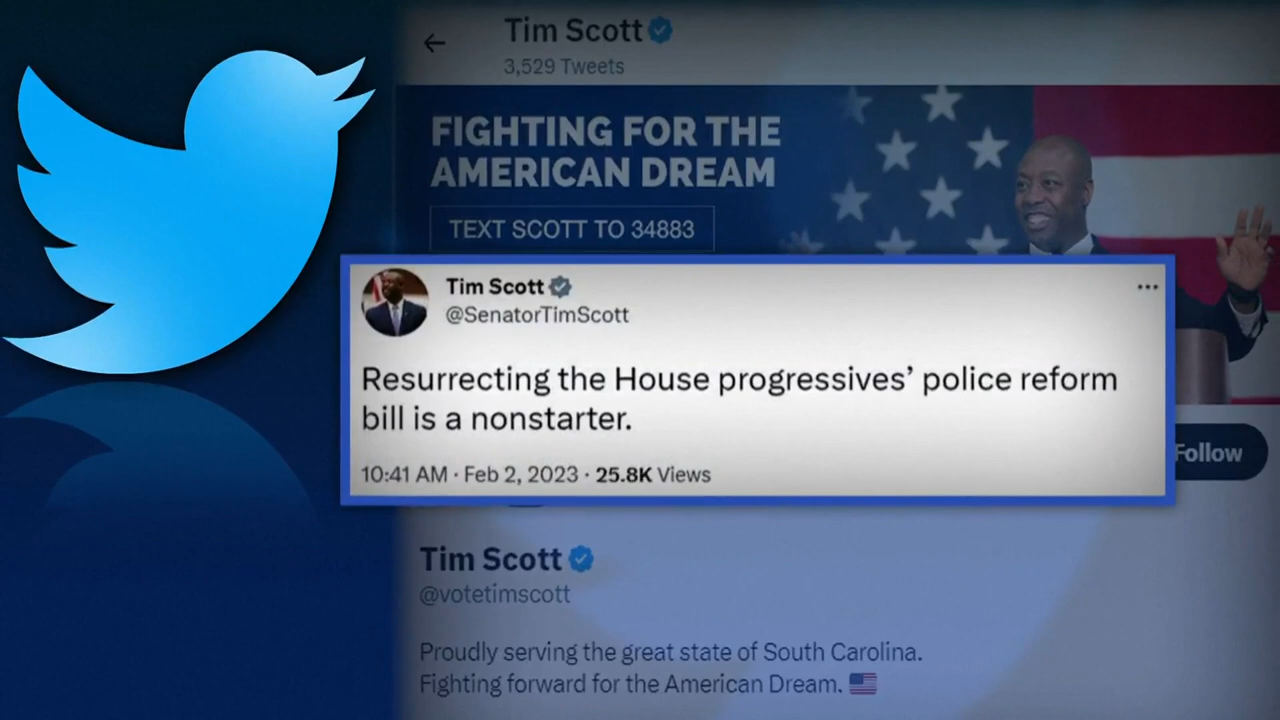 Tim Scott
3,529 Tweets
FIGHTING FOR THE
AMERICAN DREAM
TEXT SCOTT TO 34883
Tim Scott
@SenatorTimScott
Resurrecting the House progressives’ police reform
bill is a nonstarter.
10:41 AM · Feb 2, 2023 · 25.8K Views
Follow
Tim Scott
@votetimscott
Proudly serving the great state of South Carolina.
Fighting forward for the American Dream. 🇺🇸